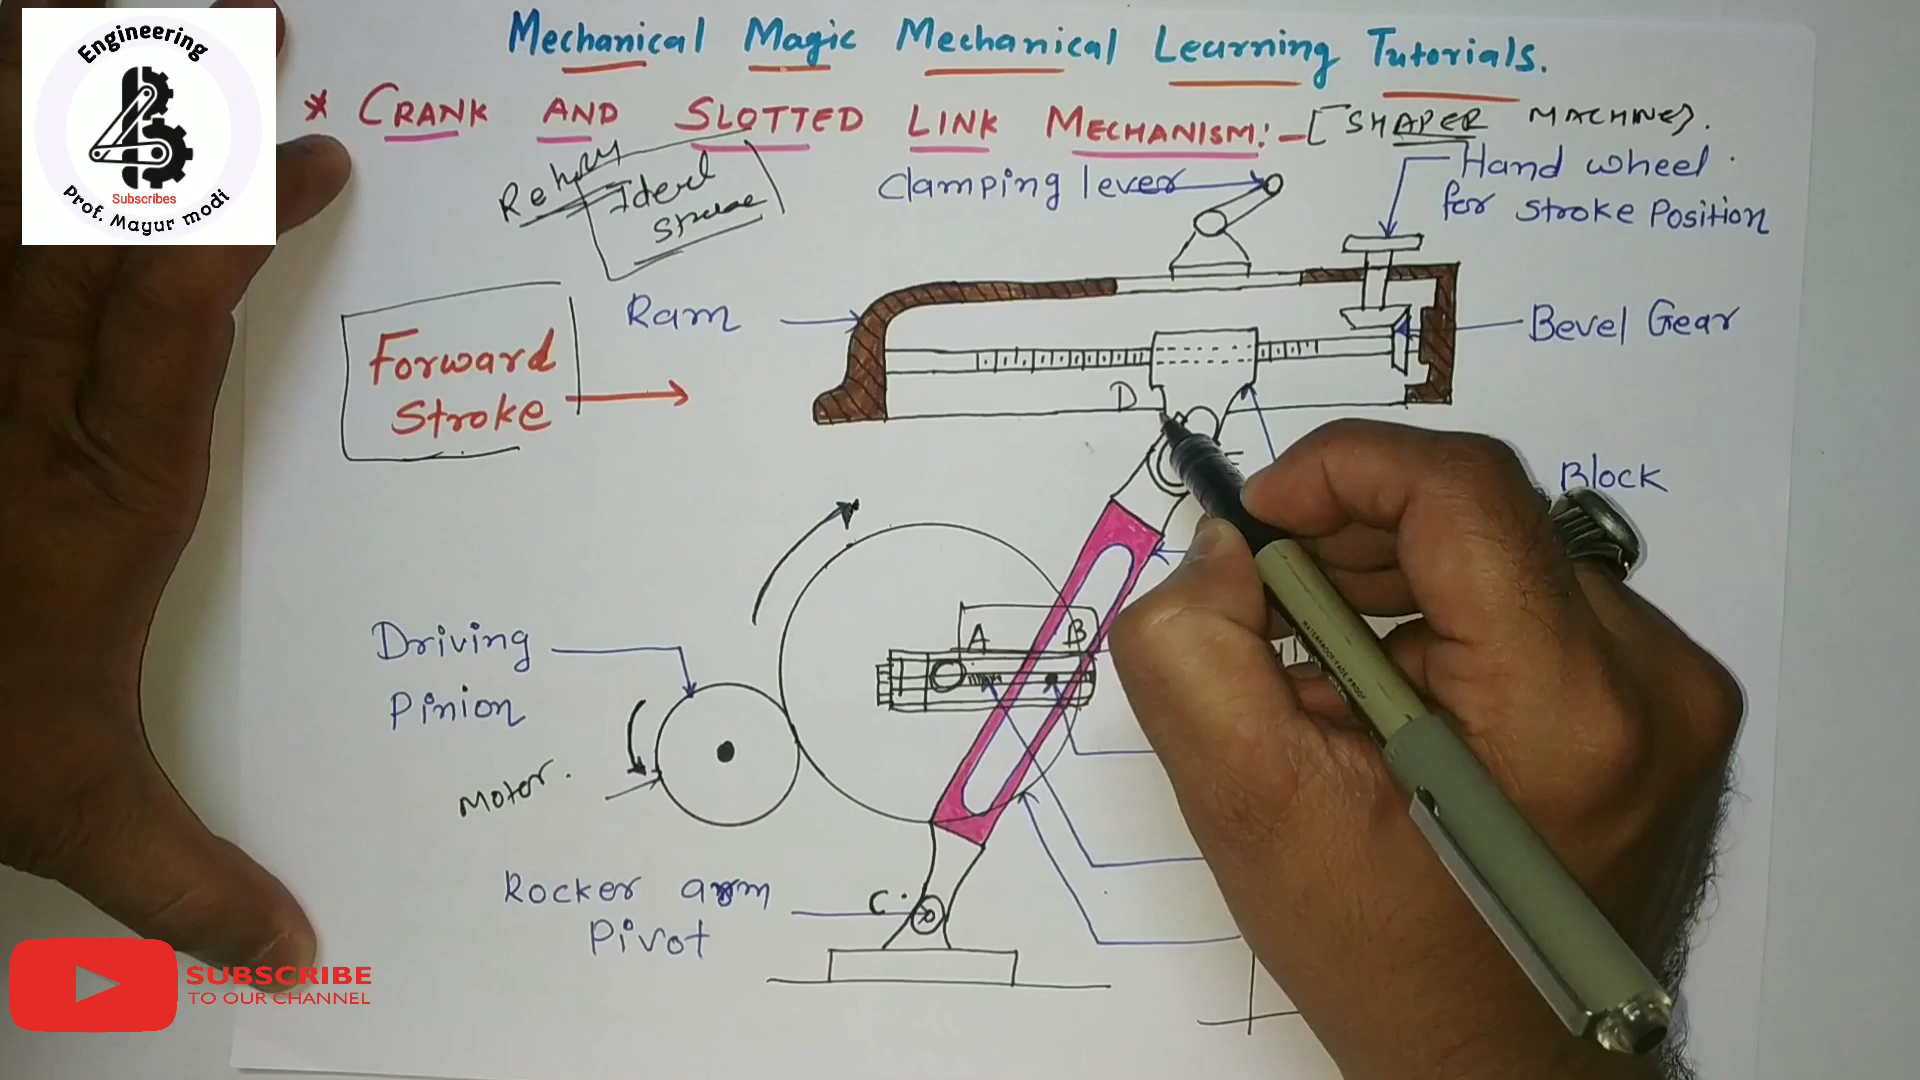 Engineering
Subscribes
Prof. Mayur modi
Mechanical Magic Mechanical Learning Tutorials.
* CRANK AND SLOTTED LINK MECHANISM:- [SHAPER MACHINE].
Clamping lever
Hand wheel
for stroke Position
Ram
Bevel Gear
Forward
Stroke
D
Block
A
B
Driving
Pinion
Motor.
Rocker arm
Pivot
C.
SUBSCRIBE
TO OUR CHANNEL